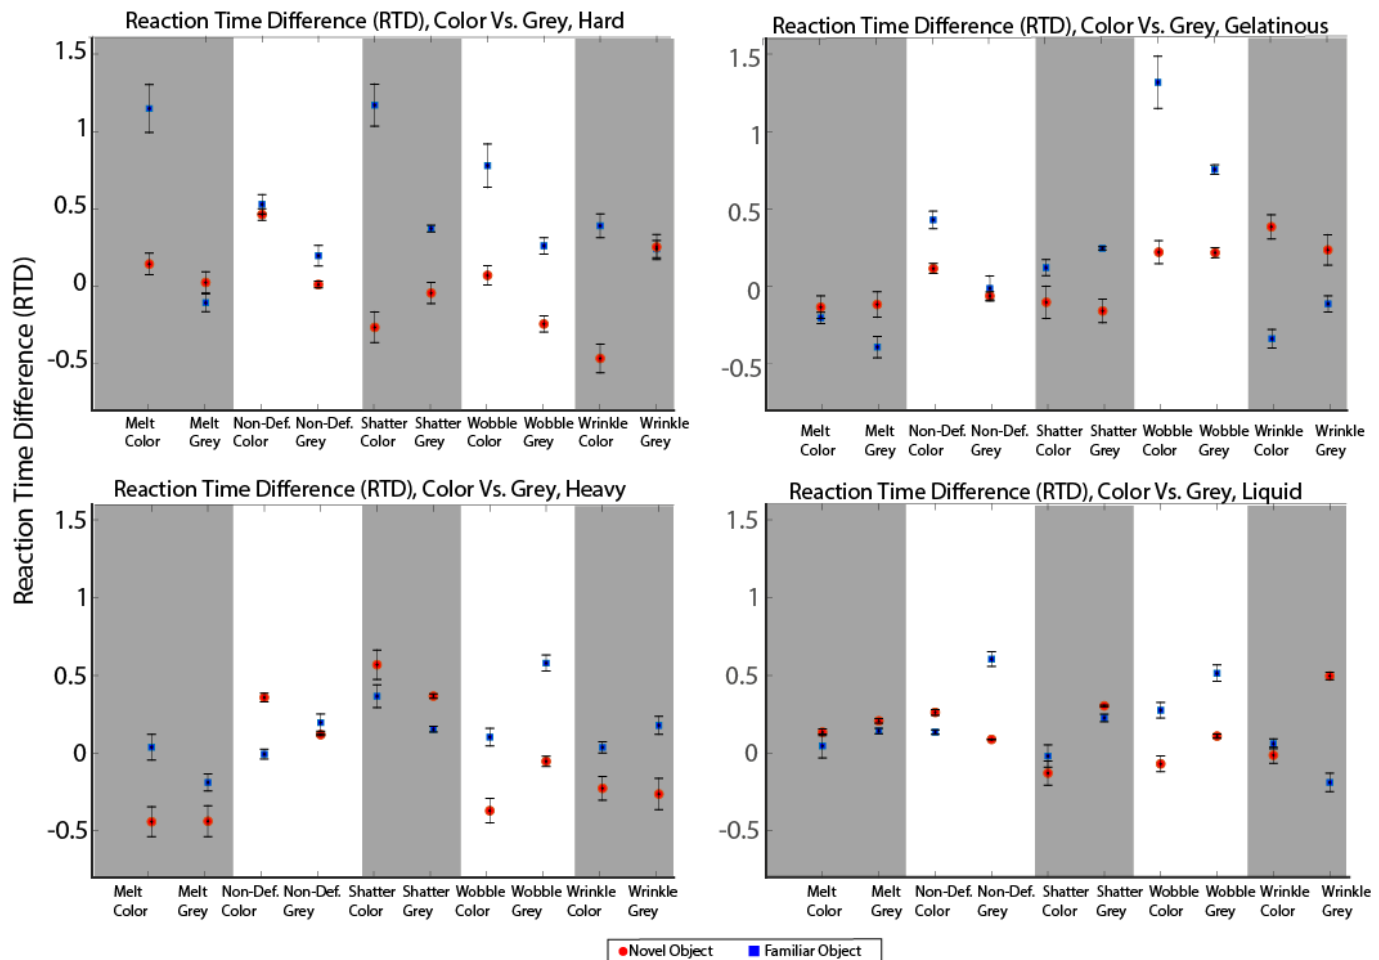 Reaction Time Difference (RTD), Color Vs. Grey, Hard
1.5
1
0.5
0
-0.5
Melt Color
Melt Grey
Non-Def. Color
Non-Def. Grey
Shatter Color
Shatter Grey
Wobble Color
Wobble Grey
Wrinkle Color
Wrinkle Grey
Reaction Time Difference (RTD), Color Vs. Grey, Gelatinous
1.5
1
0.5
0
-0.5
Melt Color
Melt Grey
Non-Def. Color
Non-Def. Grey
Shatter Color
Shatter Grey
Wobble Color
Wobble Grey
Wrinkle Color
Wrinkle Grey
Reaction Time Difference (RTD)
Reaction Time Difference (RTD), Color Vs. Grey, Heavy
1.5
1
0.5
0
-0.5
Melt Color
Melt Grey
Non-Def. Color
Non-Def. Grey
Shatter Color
Shatter Grey
Wobble Color
Wobble Grey
Wrinkle Color
Wrinkle Grey
Reaction Time Difference (RTD), Color Vs. Grey, Liquid
1.5
1
0.5
0
-0.5
Melt Color
Melt Grey
Non-Def. Color
Non-Def. Grey
Shatter Color
Shatter Grey
Wobble Color
Wobble Grey
Wrinkle Color
Wrinkle Grey
Novel Object
Familiar Object